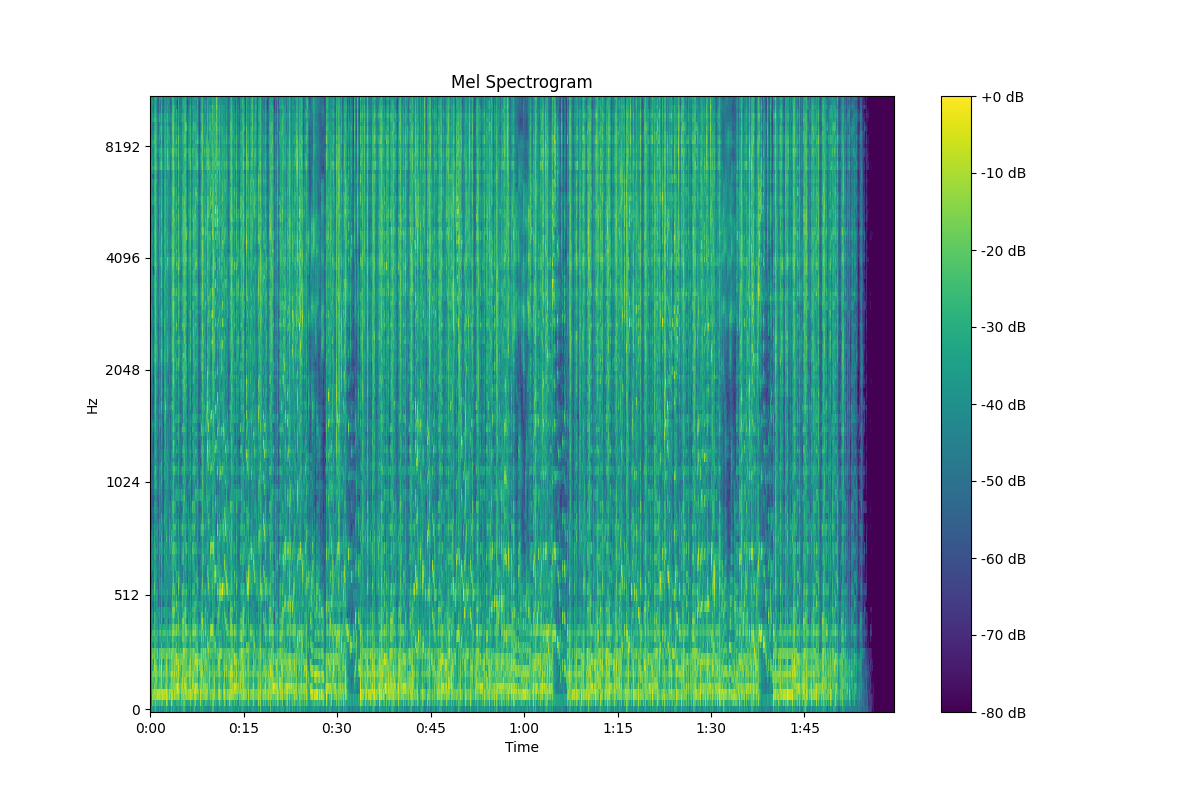 Mel Spectrogram
+0 dB
8192
-10 dB
-20 dB
4096
-30 dB
2048
-40 dB
Hz
1024
-50 dB
-60 dB
512
-70 dB
0
-80 dB
0:00 0:15 0:30 0:45 1:00 1:15 1:30 1:45
Time